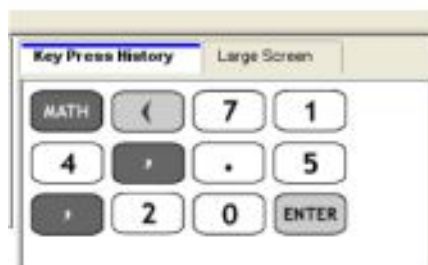 Key Press History Large Screen
MATH ( 7 1
4 , . 5
, 2 0 ENTER